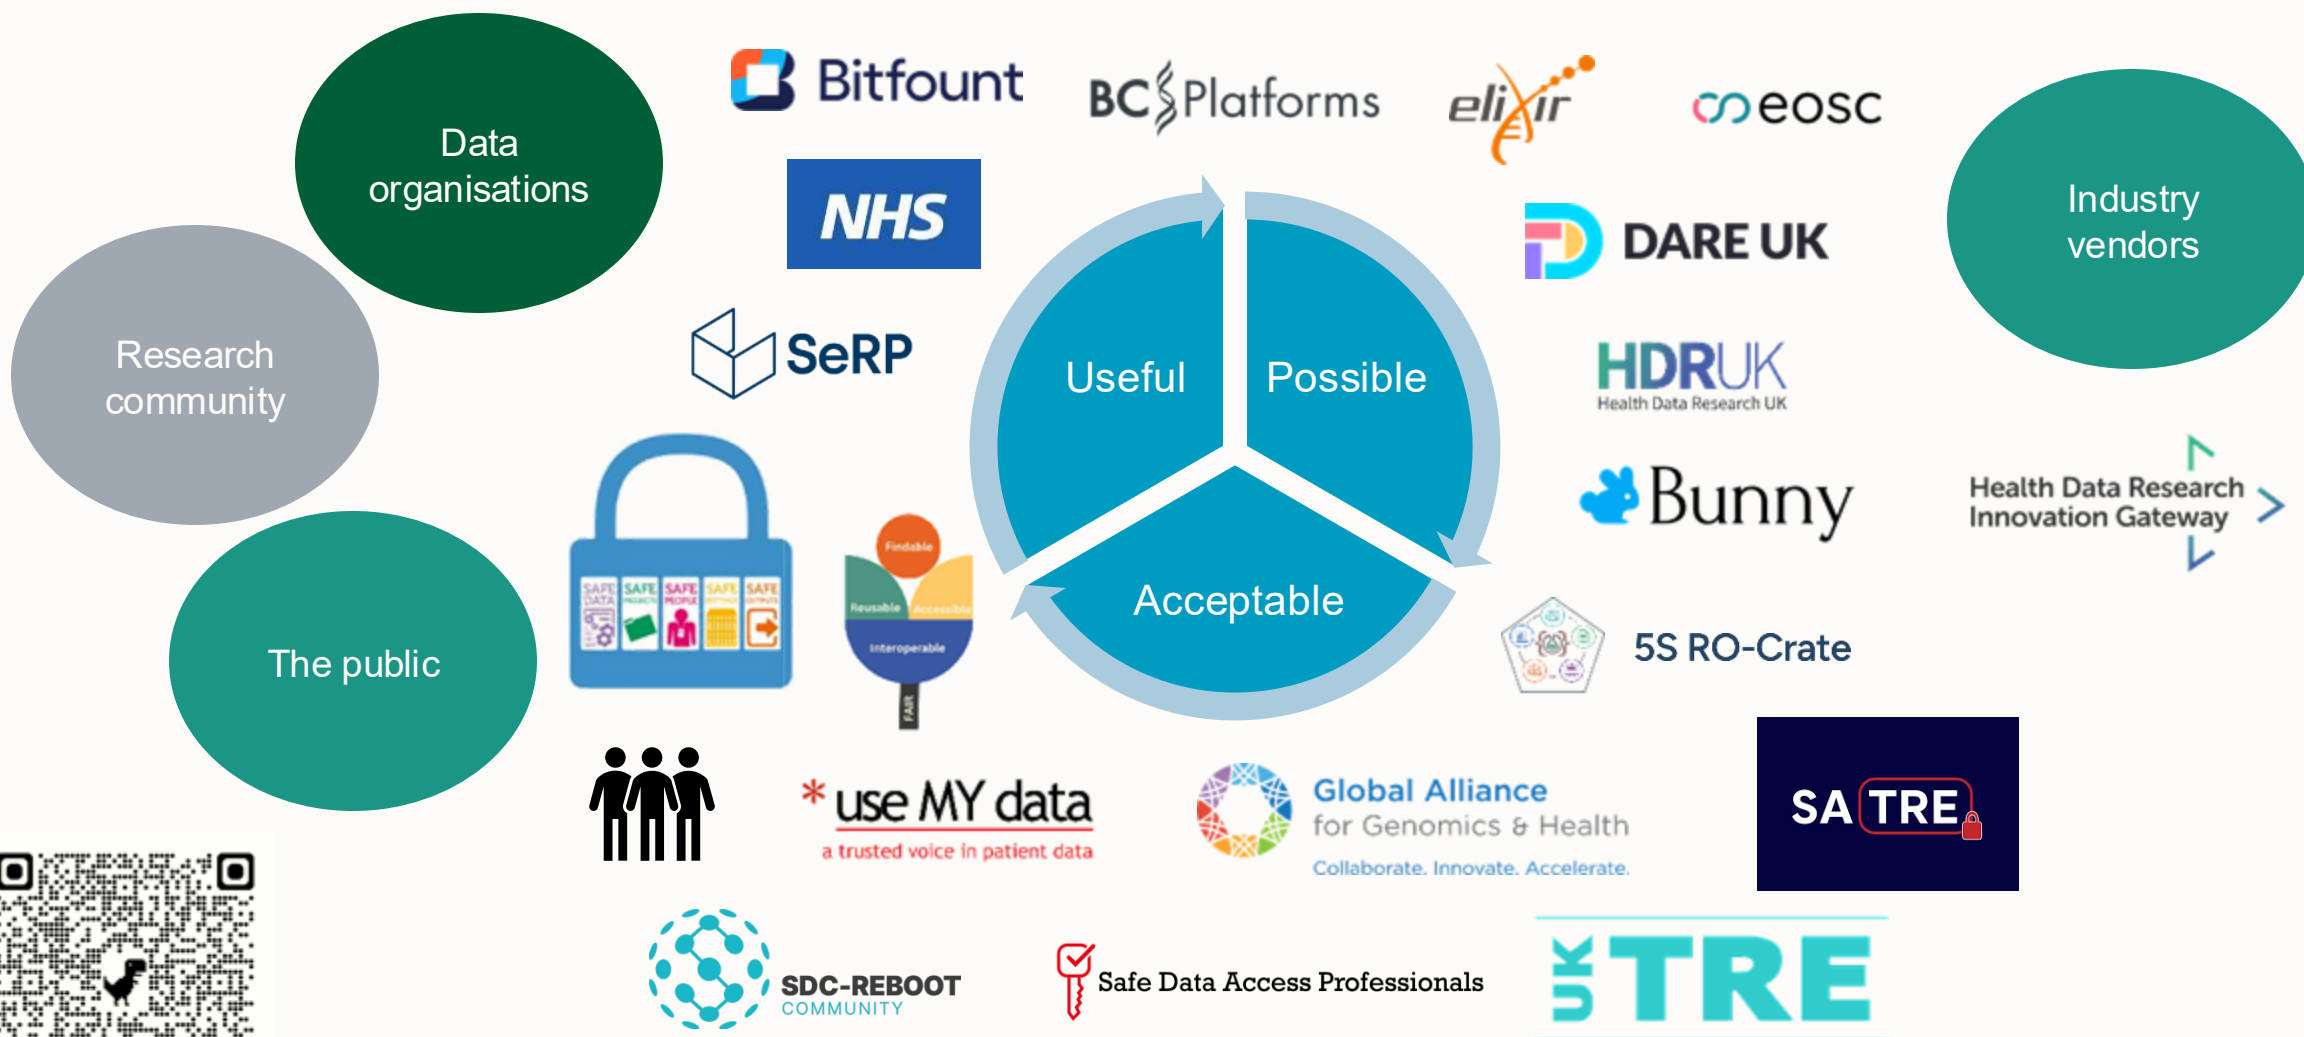 Data
organisations
Research
community
The public
Industry
vendors
Bitfount
BC Platforms
elixir
eosc
NHS
DARE UK
SeRP
HDRUK
Health Data Research UK
Useful
Possible
Acceptable
Bunny
Health Data Research
Innovation Gateway
SAFE
DATA
SAFE
PROJECTS
SAFE
PEOPLE
SAFE
SETTINGS
SAFE
OUTPUTS
Findable
Reusable
Accessible
Interoperable
FAIR
5S RO-Crate
SATRE
*use MY data
a trusted voice in patient data
Global Alliance
for Genomics & Health
Collaborate. Innovate. Accelerate.
SDC-REBOOT
COMMUNITY
Safe Data Access Professionals
UK TRE